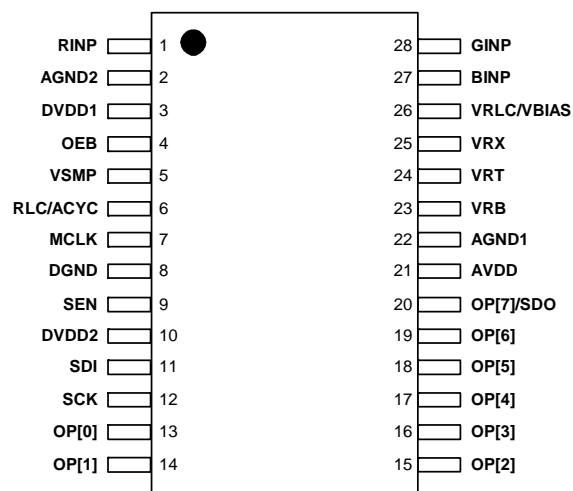 RINP 1 28 GINP
AGND2 2 27 BINP
DVDD1 3 26 VRLC/VBIAS
OEB 4 25 VRX
VSMP 5 24 VRT
RLC/ACYC 6 23 VRB
MCLK 7 22 AGND1
DGND 8 21 AVDD
SEN 9 20 OP[7]/SDO
DVDD2 10 19 OP[6]
SDI 11 18 OP[5]
SCK 12 17 OP[4]
OP[0] 13 16 OP[3]
OP[1] 14 15 OP[2]